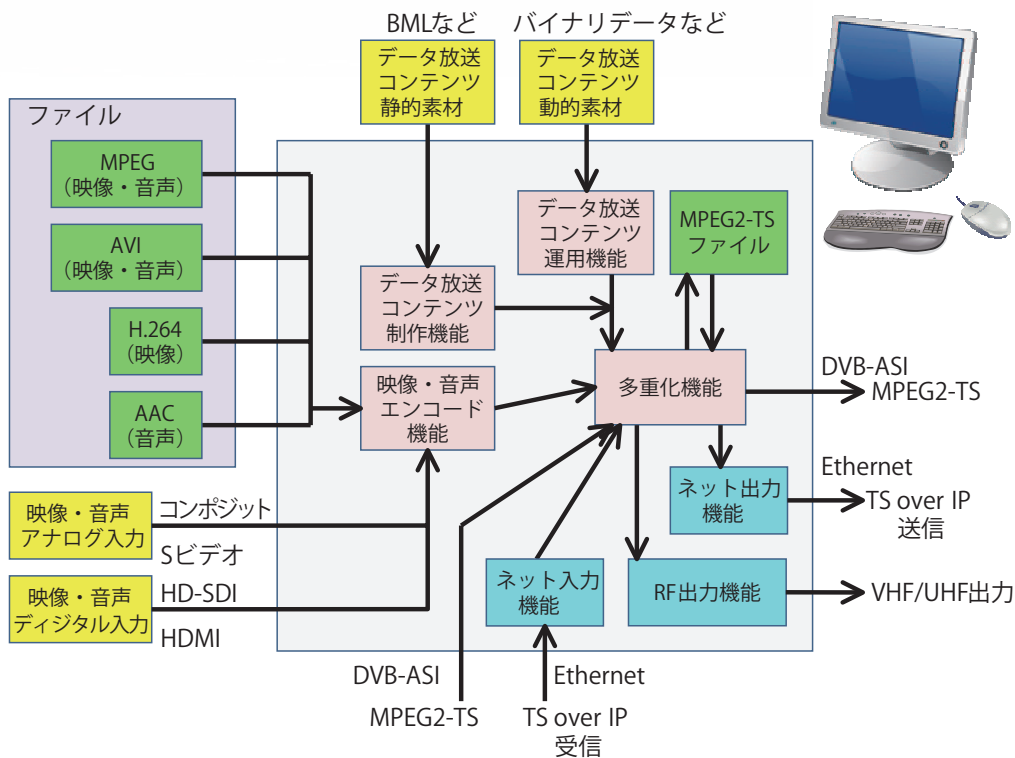 BMLなど
バイナリデータなど
データ放送
コンテンツ
静的素材
データ放送
コンテンツ
動的素材
ファイル
MPEG
（映像・音声）
AVI
（映像・音声）
H.264
（映像）
AAC
（音声）
データ放送
コンテンツ
運用機能
MPEG2-TS
ファイル
データ放送
コンテンツ
制作機能
映像・音声
エンコード
機能
多重化機能
DVB-ASI
MPEG2-TS
映像・音声
アナログ入力
コンポジット
Sビデオ
映像・音声
ディジタル入力
HD-SDI
HDMI
ネット出力
機能
Ethernet
TS over IP
送信
ネット入力
機能
RF出力機能
VHF/UHF出力
DVB-ASI
MPEG2-TS
Ethernet
TS over IP
受信